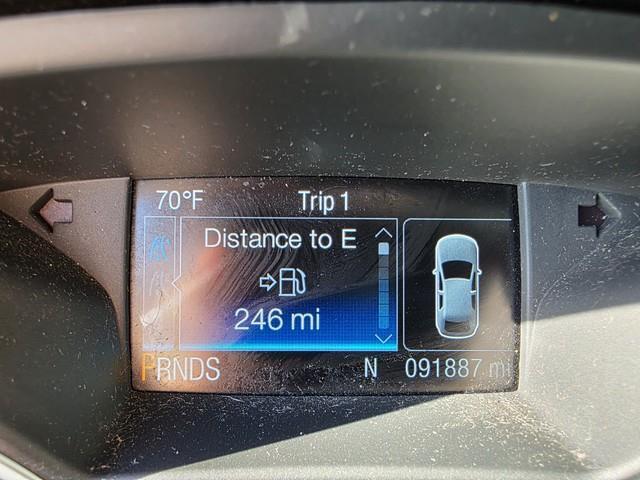 70°F Trip 1
Distance to E
246 mi
PRNDS N 091887 mi